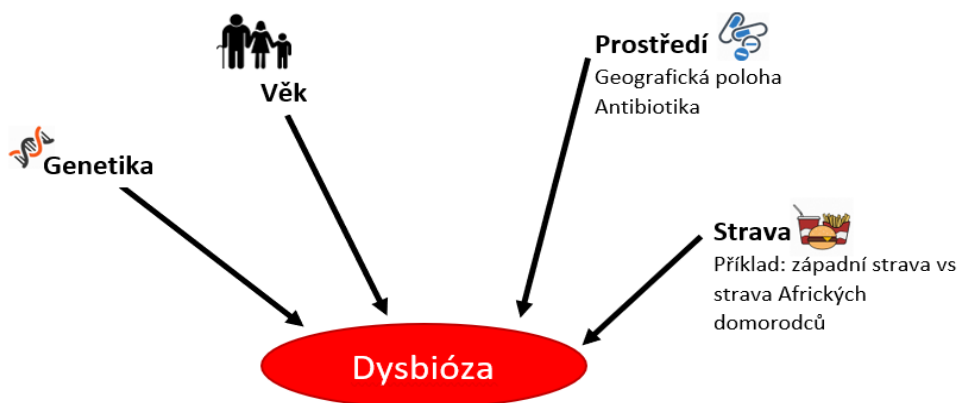 Prostředí
Geografická poloha
Antibiotika
Věk
Genetika
Strava
Příklad: západní strava vs
strava Afrických
domorodců
Dysbióza